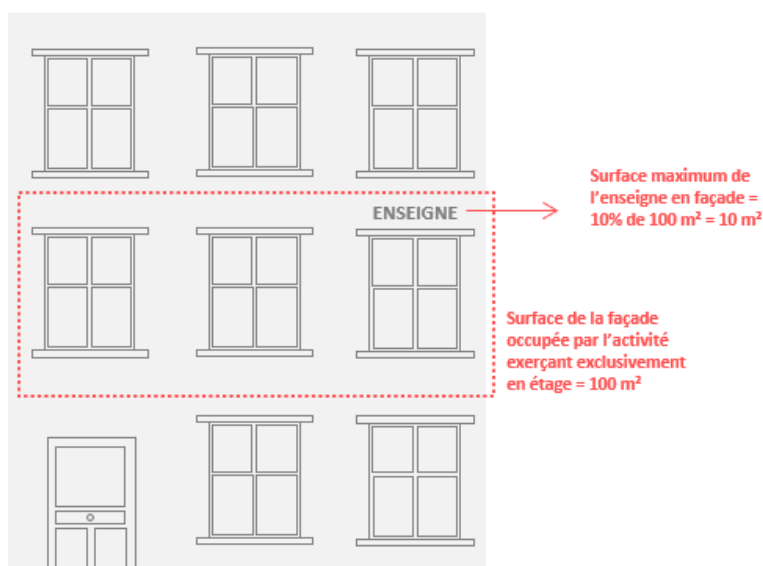 ENSEIGNE
Surface maximum de
l'enseigne en façade =
10% de 100 m² = 10 m²
Surface de la façade
occupée par l'activité
exerçant exclusivement
en étage = 100 m²